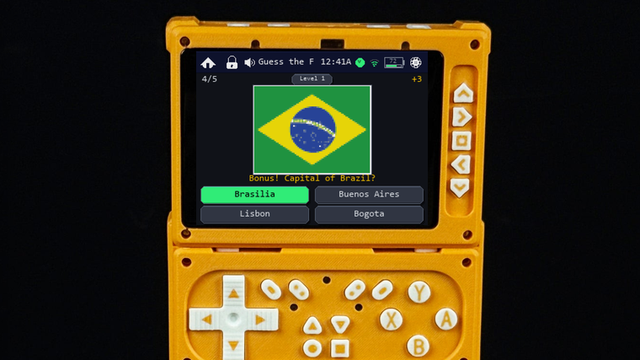 Guess the F 12:41A
4/5 Level 1 +3
Bonus! Capital of Brazil?
Brasilia Buenos Aires
Lisbon Bogota
Y
X A
B